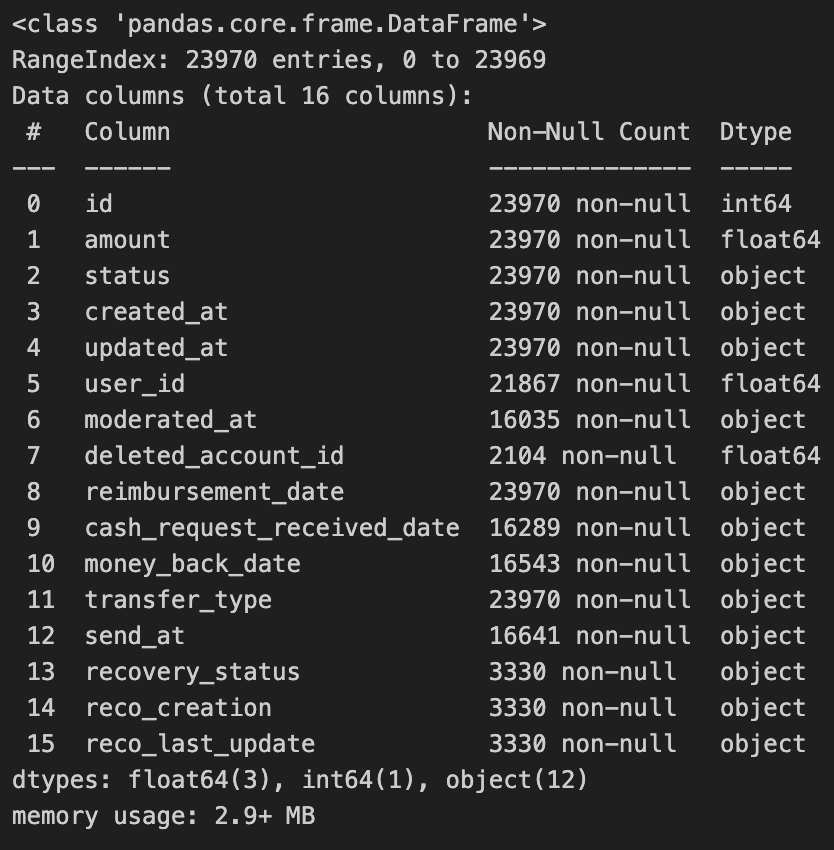 <class 'pandas.core.frame.DataFrame'>
RangeIndex: 23970 entries, 0 to 23969
Data columns (total 16 columns):
 #   Column                      Non-Null Count  Dtype
---  ------                      --------------  -----
 0   id                          23970 non-null  int64
 1   amount                      23970 non-null  float64
 2   status                      23970 non-null  object
 3   created_at                  23970 non-null  object
 4   updated_at                  23970 non-null  object
 5   user_id                     21867 non-null  float64
 6   moderated_at                16035 non-null  object
 7   deleted_account_id          2104 non-null   float64
 8   reimbursement_date          23970 non-null  object
 9   cash_request_received_date  16289 non-null  object
 10  money_back_date             16543 non-null  object
 11  transfer_type               23970 non-null  object
 12  send_at                     16641 non-null  object
 13  recovery_status             3330 non-null   object
 14  reco_creation               3330 non-null   object
 15  reco_last_update            3330 non-null   object
dtypes: float64(3), int64(1), object(12)
memory usage: 2.9+ MB